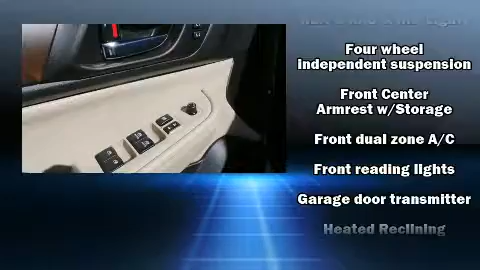 Four wheel
independent suspension
Front Center
Armrest w/Storage
Front dual zone A/C
Front reading lights
Garage door transmitter
Heated Reclining